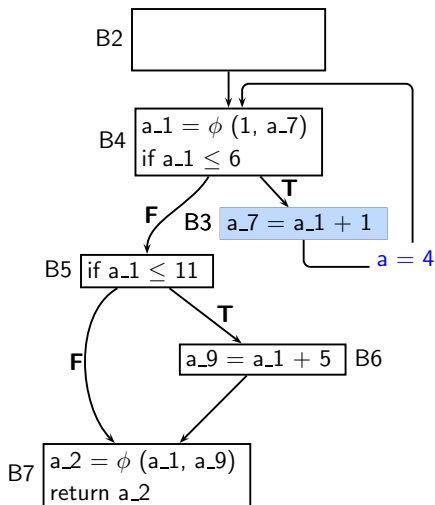 B2
B4
a_1 = ϕ (1, a_7)
if a_1 ≤ 6
F
T
B3
a_7 = a_1 + 1
a = 4
B5
if a_1 ≤ 11
F
T
a_9 = a_1 + 5
B6
B7
a_2 = ϕ (a_1, a_9)
return a_2